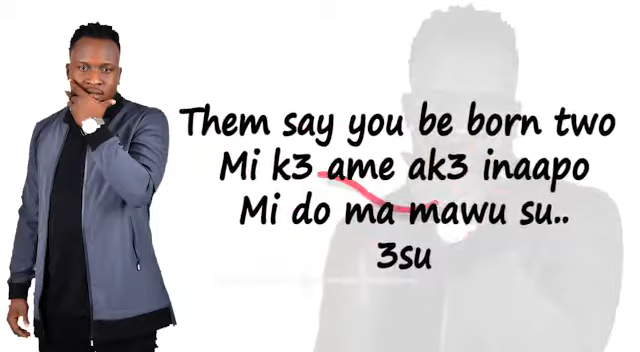 Them say you be born two
Mi k3 ame ak3 inaapo
Mi do ma mawu su..
3su